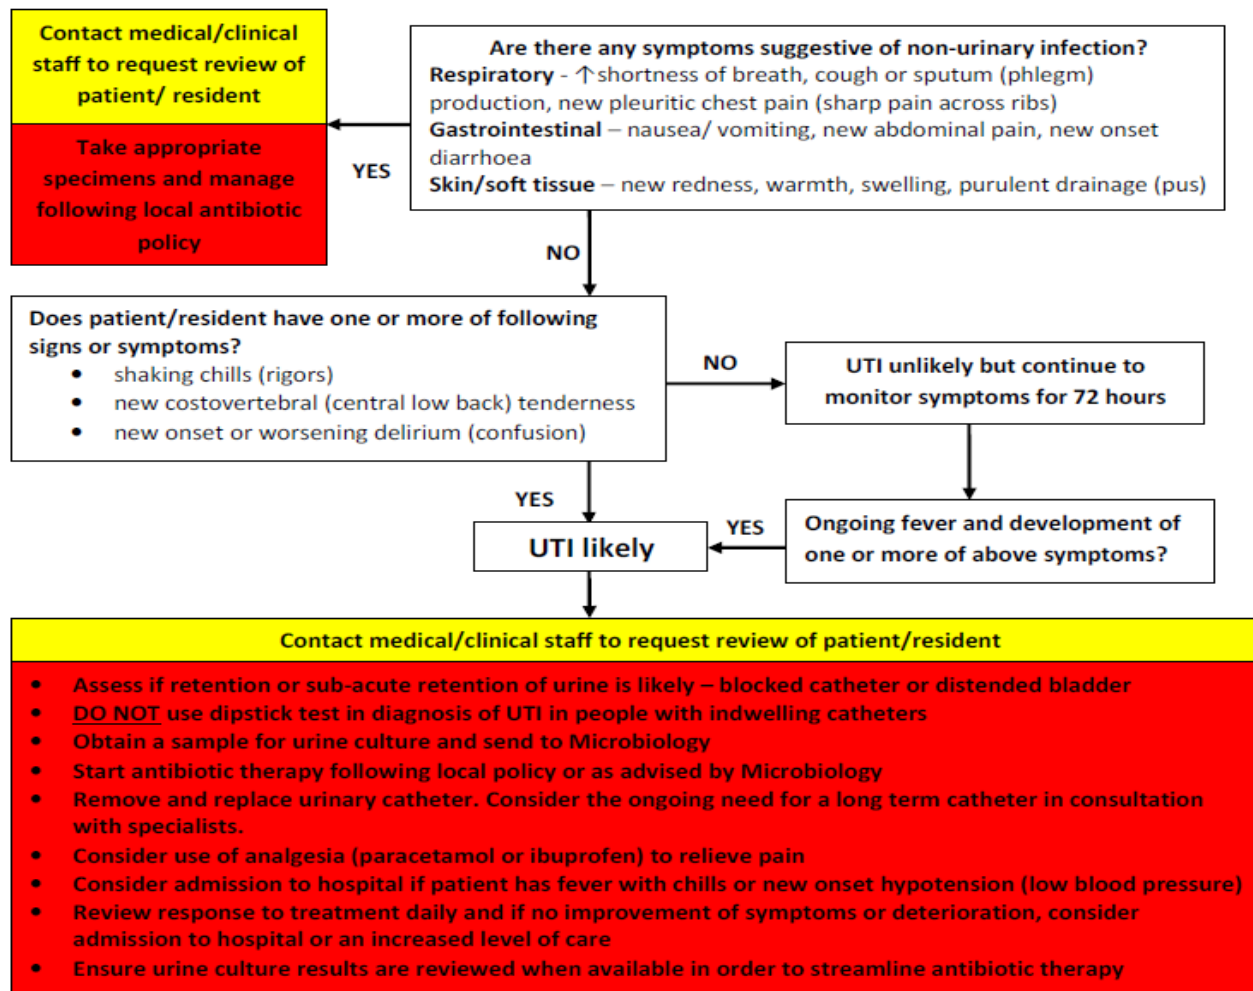 Contact medical/clinical
staff to request review of
patient/ resident
Take appropriate
specimens and manage
following local antibiotic
policy
YES
Are there any symptoms suggestive of non-urinary infection?
Respiratory - ↑shortness of breath, cough or sputum (phlegm)
production, new pleuritic chest pain (sharp pain across ribs)
Gastrointestinal – nausea/ vomiting, new abdominal pain, new onset
diarrhoea
Skin/soft tissue – new redness, warmth, swelling, purulent drainage (pus)
NO
Does patient/resident have one or more of following
signs or symptoms?
• shaking chills (rigors)
• new costovertebral (central low back) tenderness
• new onset or worsening delirium (confusion)
NO
UTI unlikely but continue to
monitor symptoms for 72 hours
YES
UTI likely
YES
Ongoing fever and development of
one or more of above symptoms?
Contact medical/clinical staff to request review of patient/resident
• Assess if retention or sub-acute retention of urine is likely – blocked catheter or distended bladder
• DO NOT use dipstick test in diagnosis of UTI in people with indwelling catheters
• Obtain a sample for urine culture and send to Microbiology
• Start antibiotic therapy following local policy or as advised by Microbiology
• Remove and replace urinary catheter. Consider the ongoing need for a long term catheter in consultation
with specialists.
• Consider use of analgesia (paracetamol or ibuprofen) to relieve pain
• Consider admission to hospital if patient has fever with chills or new onset hypotension (low blood pressure)
• Review response to treatment daily and if no improvement of symptoms or deterioration, consider
admission to hospital or an increased level of care
• Ensure urine culture results are reviewed when available in order to streamline antibiotic therapy